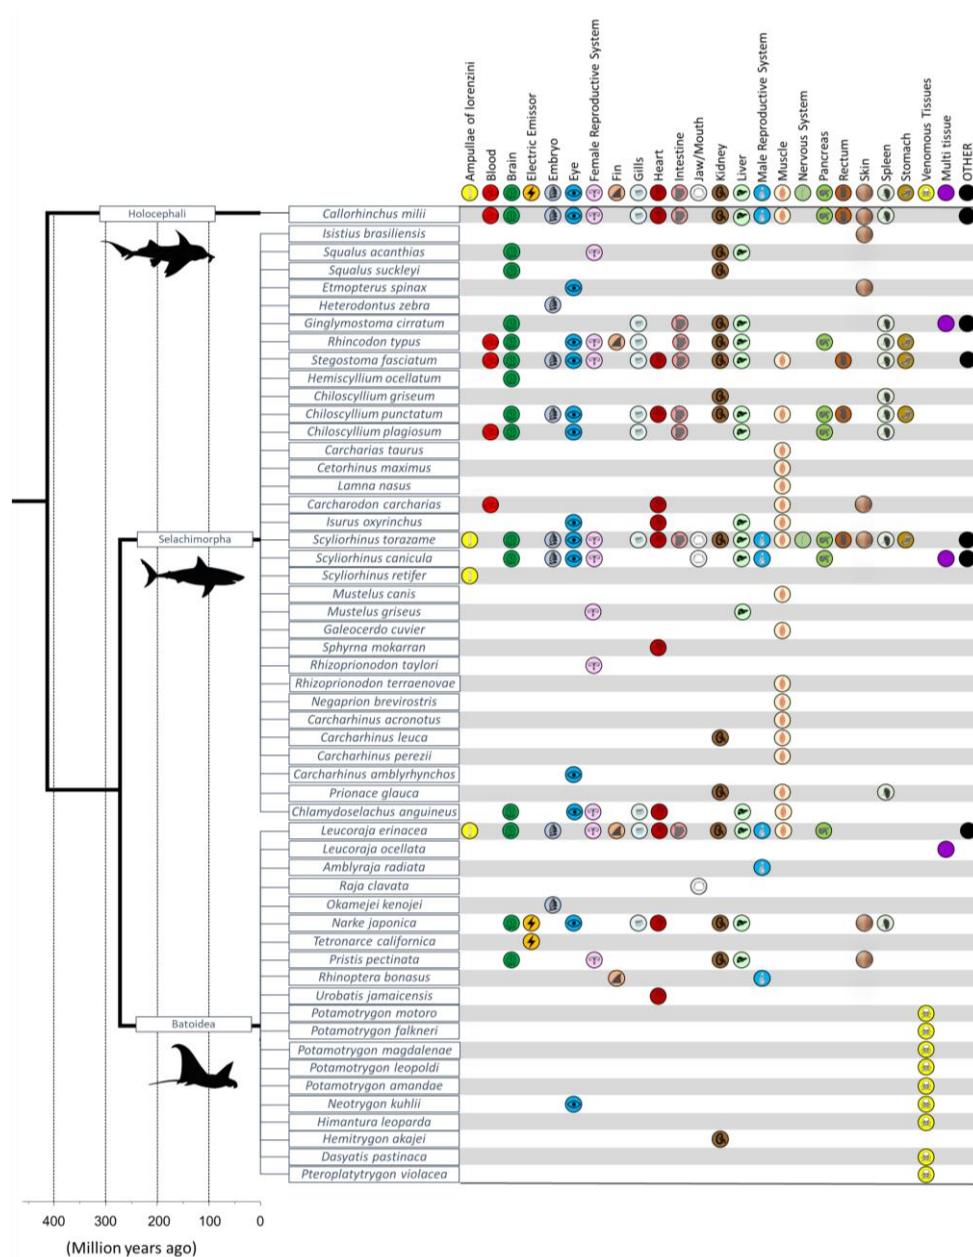 Ampullae of lorenzini
Blood
Brain
Electric Emissor
Embryo
Eye
Female Reproductive System
Fin
Gills
Heart
Intestine
Jaw/Mouth
Kidney
Liver
Male Reproductive System
Muscle
Nervous System
Pancreas
Rectum
Skin
Spleen
Stomach
Venomous Tissues
Multi tissue
OTHER
Holocephali
Callorhinchus milii
Isistius brasiliensis
Squalus acanthias
Squalus suckleyi
Etmopterus spinax
Heterodontus zebra
Ginglymostoma cirratum
Rhincodon typus
Stegostoma fasciatum
Hemiscyllium ocellatum
Chiloscyllium griseum
Chiloscyllium punctatum
Chiloscyllium plagiosum
Carcharias taurus
Cetorhinus maximus
Lamna nasus
Carcharodon carcharias
Isurus oxyrinchus
Selachimorpha
Scyliorhinus torazame
Scyliorhinus canicula
Scyliorhinus retifer
Mustelus canis
Mustelus griseus
Galeocerdo cuvier
Sphyrna mokarran
Rhizoprionodon taylori
Rhizoprionodon terraenovae
Negaprion brevirostris
Carcharhinus acronotus
Carcharhinus leuca
Carcharhinus perezii
Carcharhinus amblyrhynchos
Prionace glauca
Chlamydoselachus anguineus
Leucoraja erinacea
Leucoraja ocellata
Amblyraja radiata
Raja clavata
Okamejei kenojei
Narke japonica
Tetronarce californica
Pristis pectinata
Rhinoptera bonasus
Urobatis jamaicensis
Batoidea
Potamotrygon motoro
Potamotrygon falkneri
Potamotrygon magdalenae
Potamotrygon leopoldi
Potamotrygon amandae
Neotrygon kuhlii
Himantura leoparda
Hemitrygon akajei
Dasyatis pastinaca
Pteroplatytrygon violacea
400 300 200 100 0
(Million years ago)